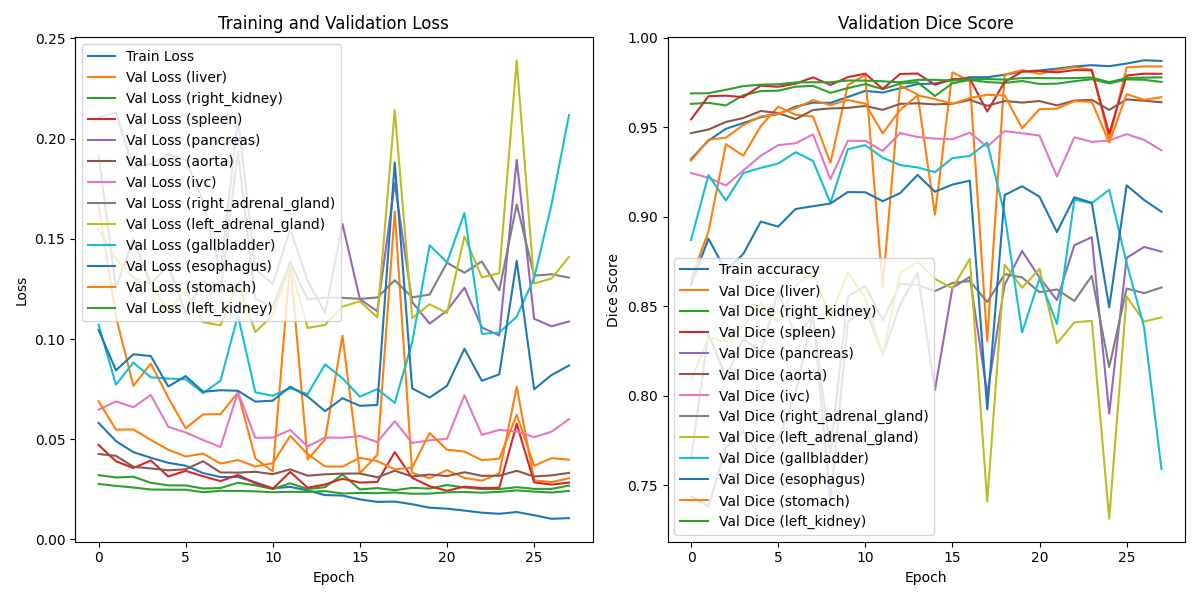 Training and Validation Loss
Loss
0.25
0.20
0.15
0.10
0.05
0.00
Train Loss
Val Loss (liver)
Val Loss (right_kidney)
Val Loss (spleen)
Val Loss (pancreas)
Val Loss (aorta)
Val Loss (ivc)
Val Loss (right_adrenal_gland)
Val Loss (left_adrenal_gland)
Val Loss (gallbladder)
Val Loss (esophagus)
Val Loss (stomach)
Val Loss (left_kidney)
0 5 10 15 20 25
Epoch
Validation Dice Score
Dice Score
1.00
0.95
0.90
0.85
0.80
0.75
Train accuracy
Val Dice (liver)
Val Dice (right_kidney)
Val Dice (spleen)
Val Dice (pancreas)
Val Dice (aorta)
Val Dice (ivc)
Val Dice (right_adrenal_gland)
Val Dice (left_adrenal_gland)
Val Dice (gallbladder)
Val Dice (esophagus)
Val Dice (stomach)
Val Dice (left_kidney)
0 5 10 15 20 25
Epoch